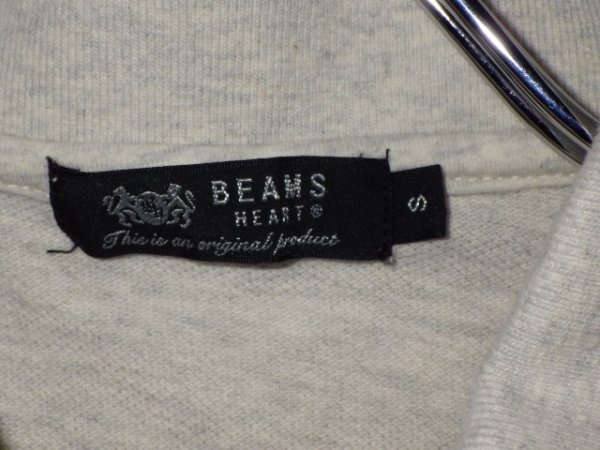 BEAMS
HEART®
This is an original product
S